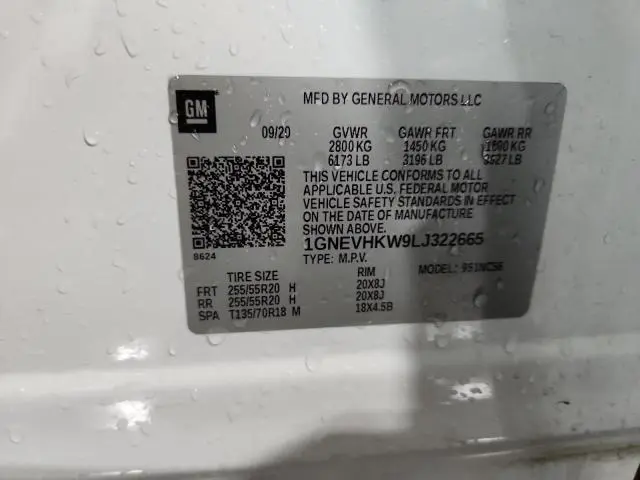 GM
MFD BY GENERAL MOTORS LLC
09/20 GVWR GAWR FRT GAWR RR
2800 KG 1450 KG 1600 KG
6173 LB 3196 LB 3527 LB
THIS VEHICLE CONFORMS TO ALL
APPLICABLE U.S. FEDERAL MOTOR
VEHICLE SAFETY STANDARDS IN EFFECT
ON THE DATE OF MANUFACTURE
SHOWN ABOVE.
1GNEVHKW9LJ322665
8624
TYPE: M.P.V. MODEL:
TIRE SIZE RIM
FRT 255/55R20 H 20X8J
RR 255/55R20 H 20X8J
SPA T135/70R18 M 18X4.5B